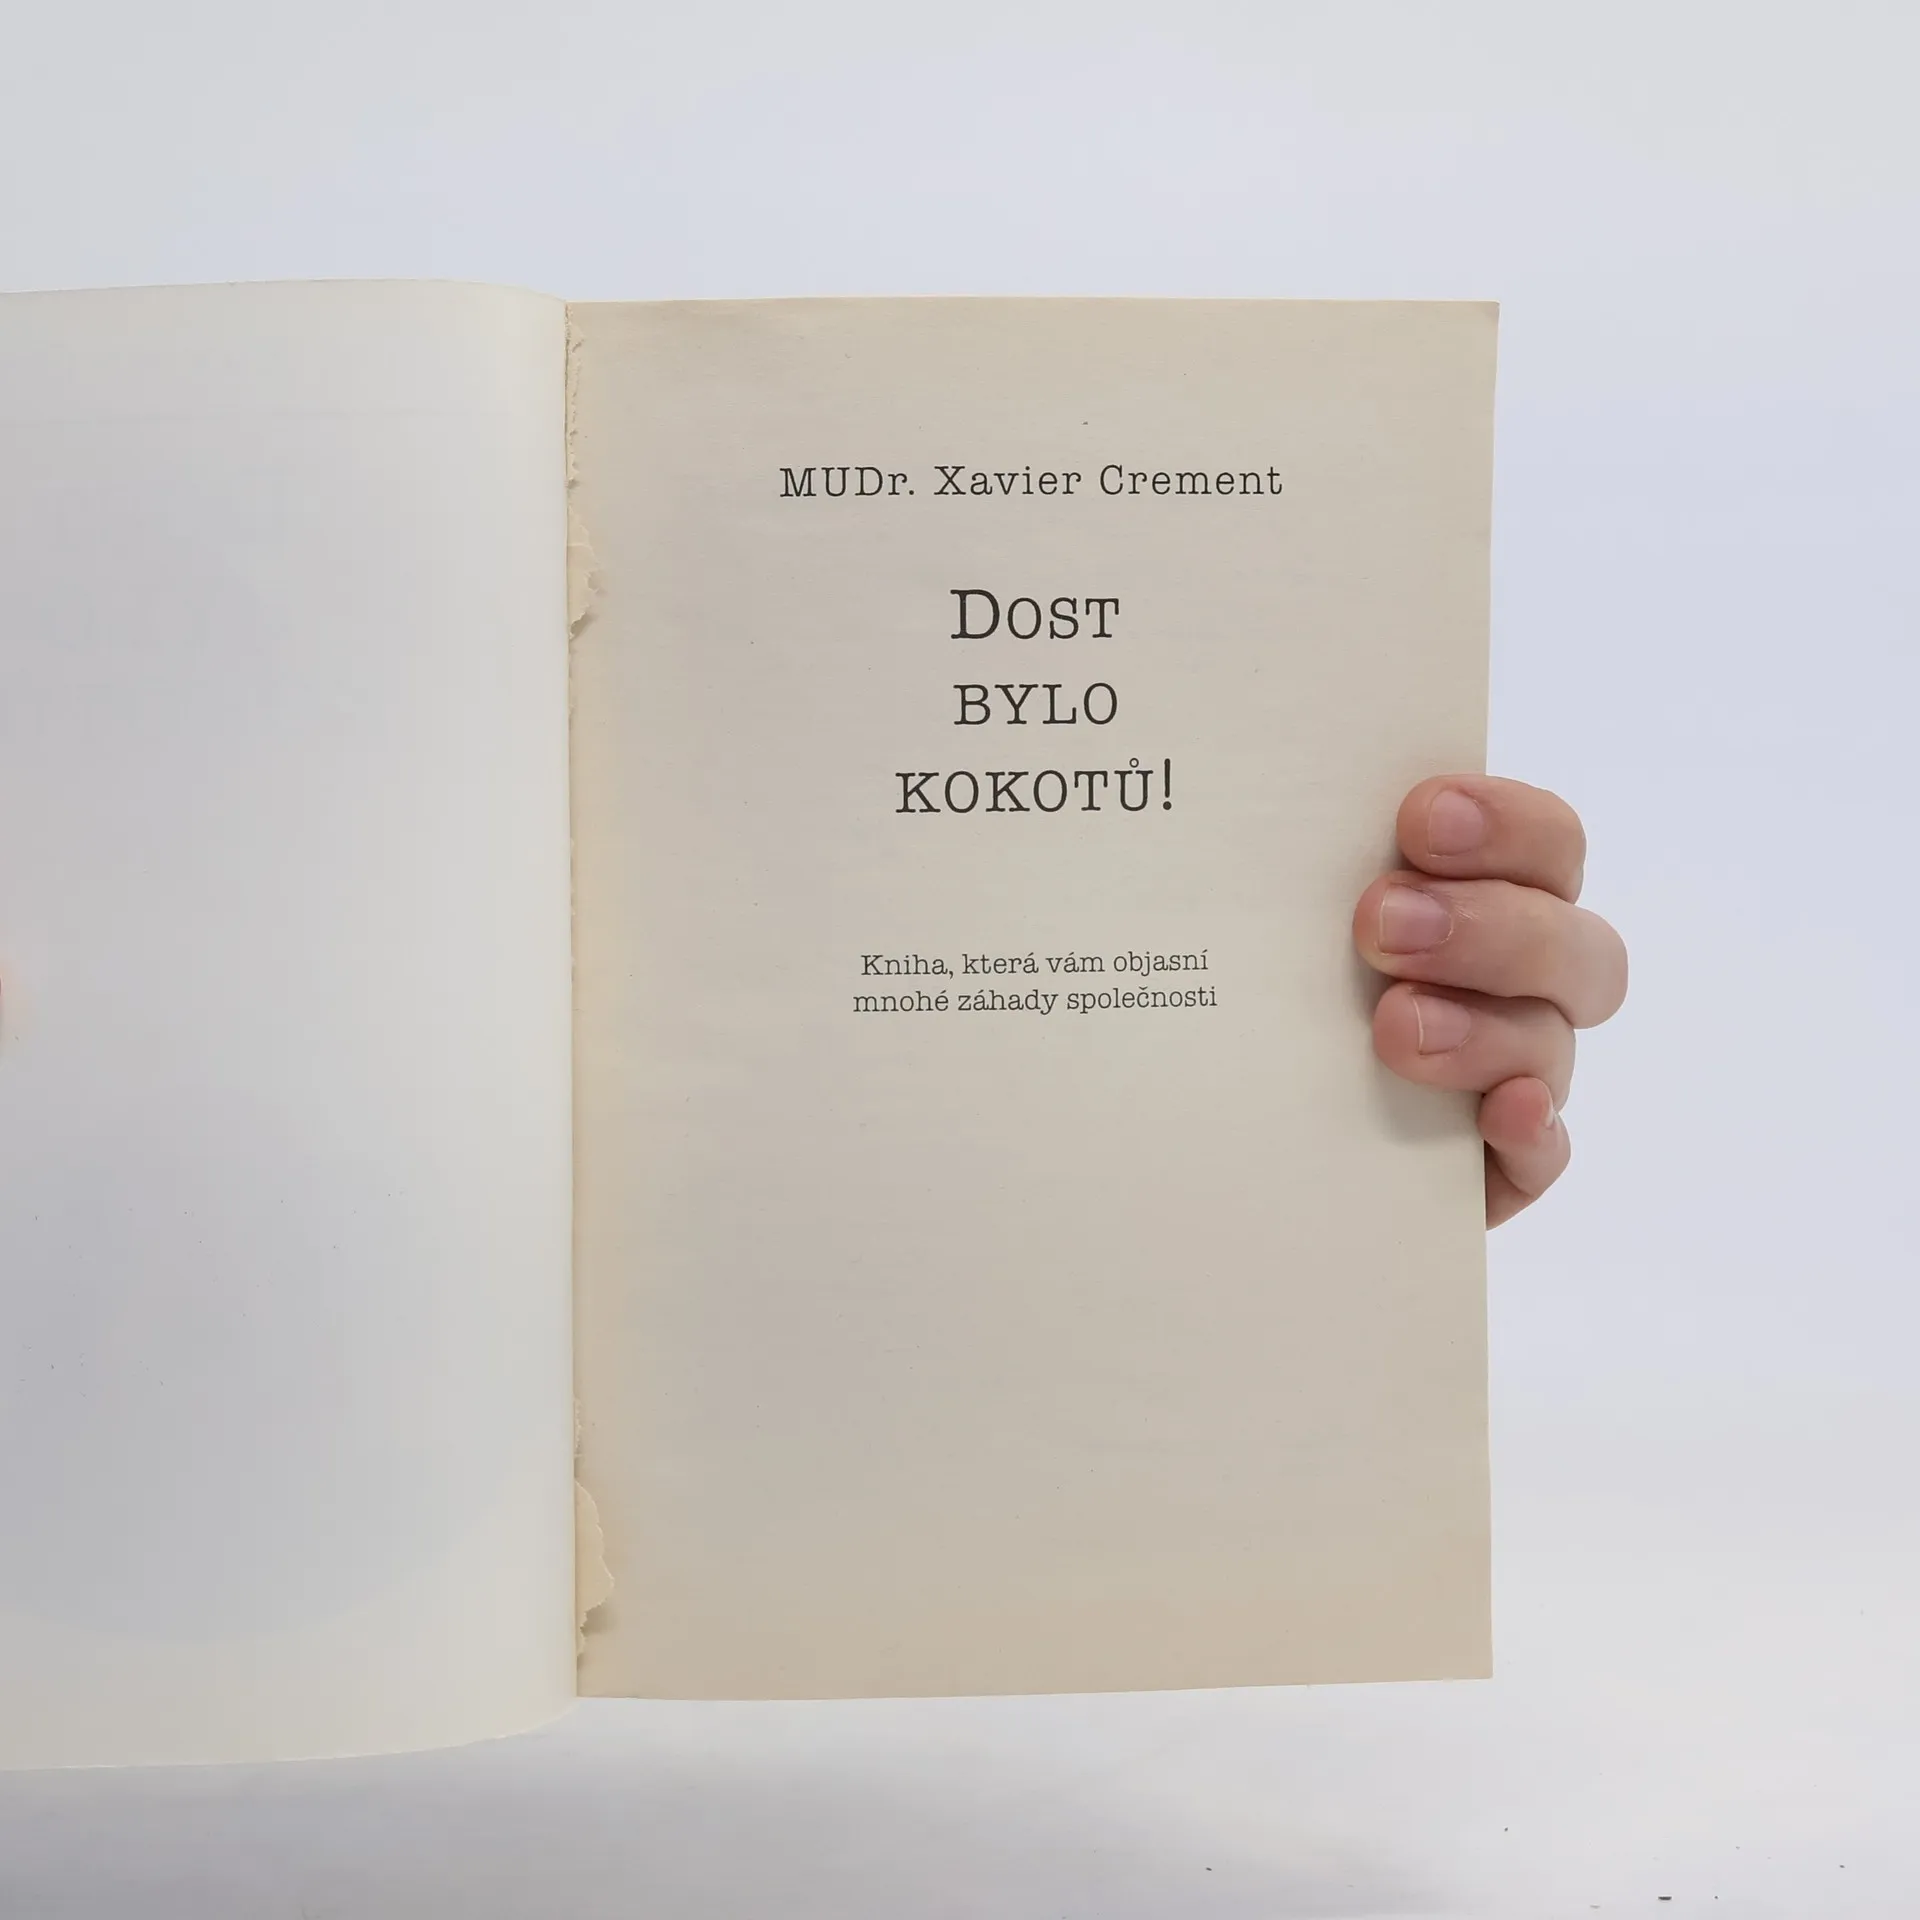 MUDr. Xavier Crement
DOST
BYLO
KOKOTŮ!
Kniha, která vám objasní
mnohé záhady společnosti